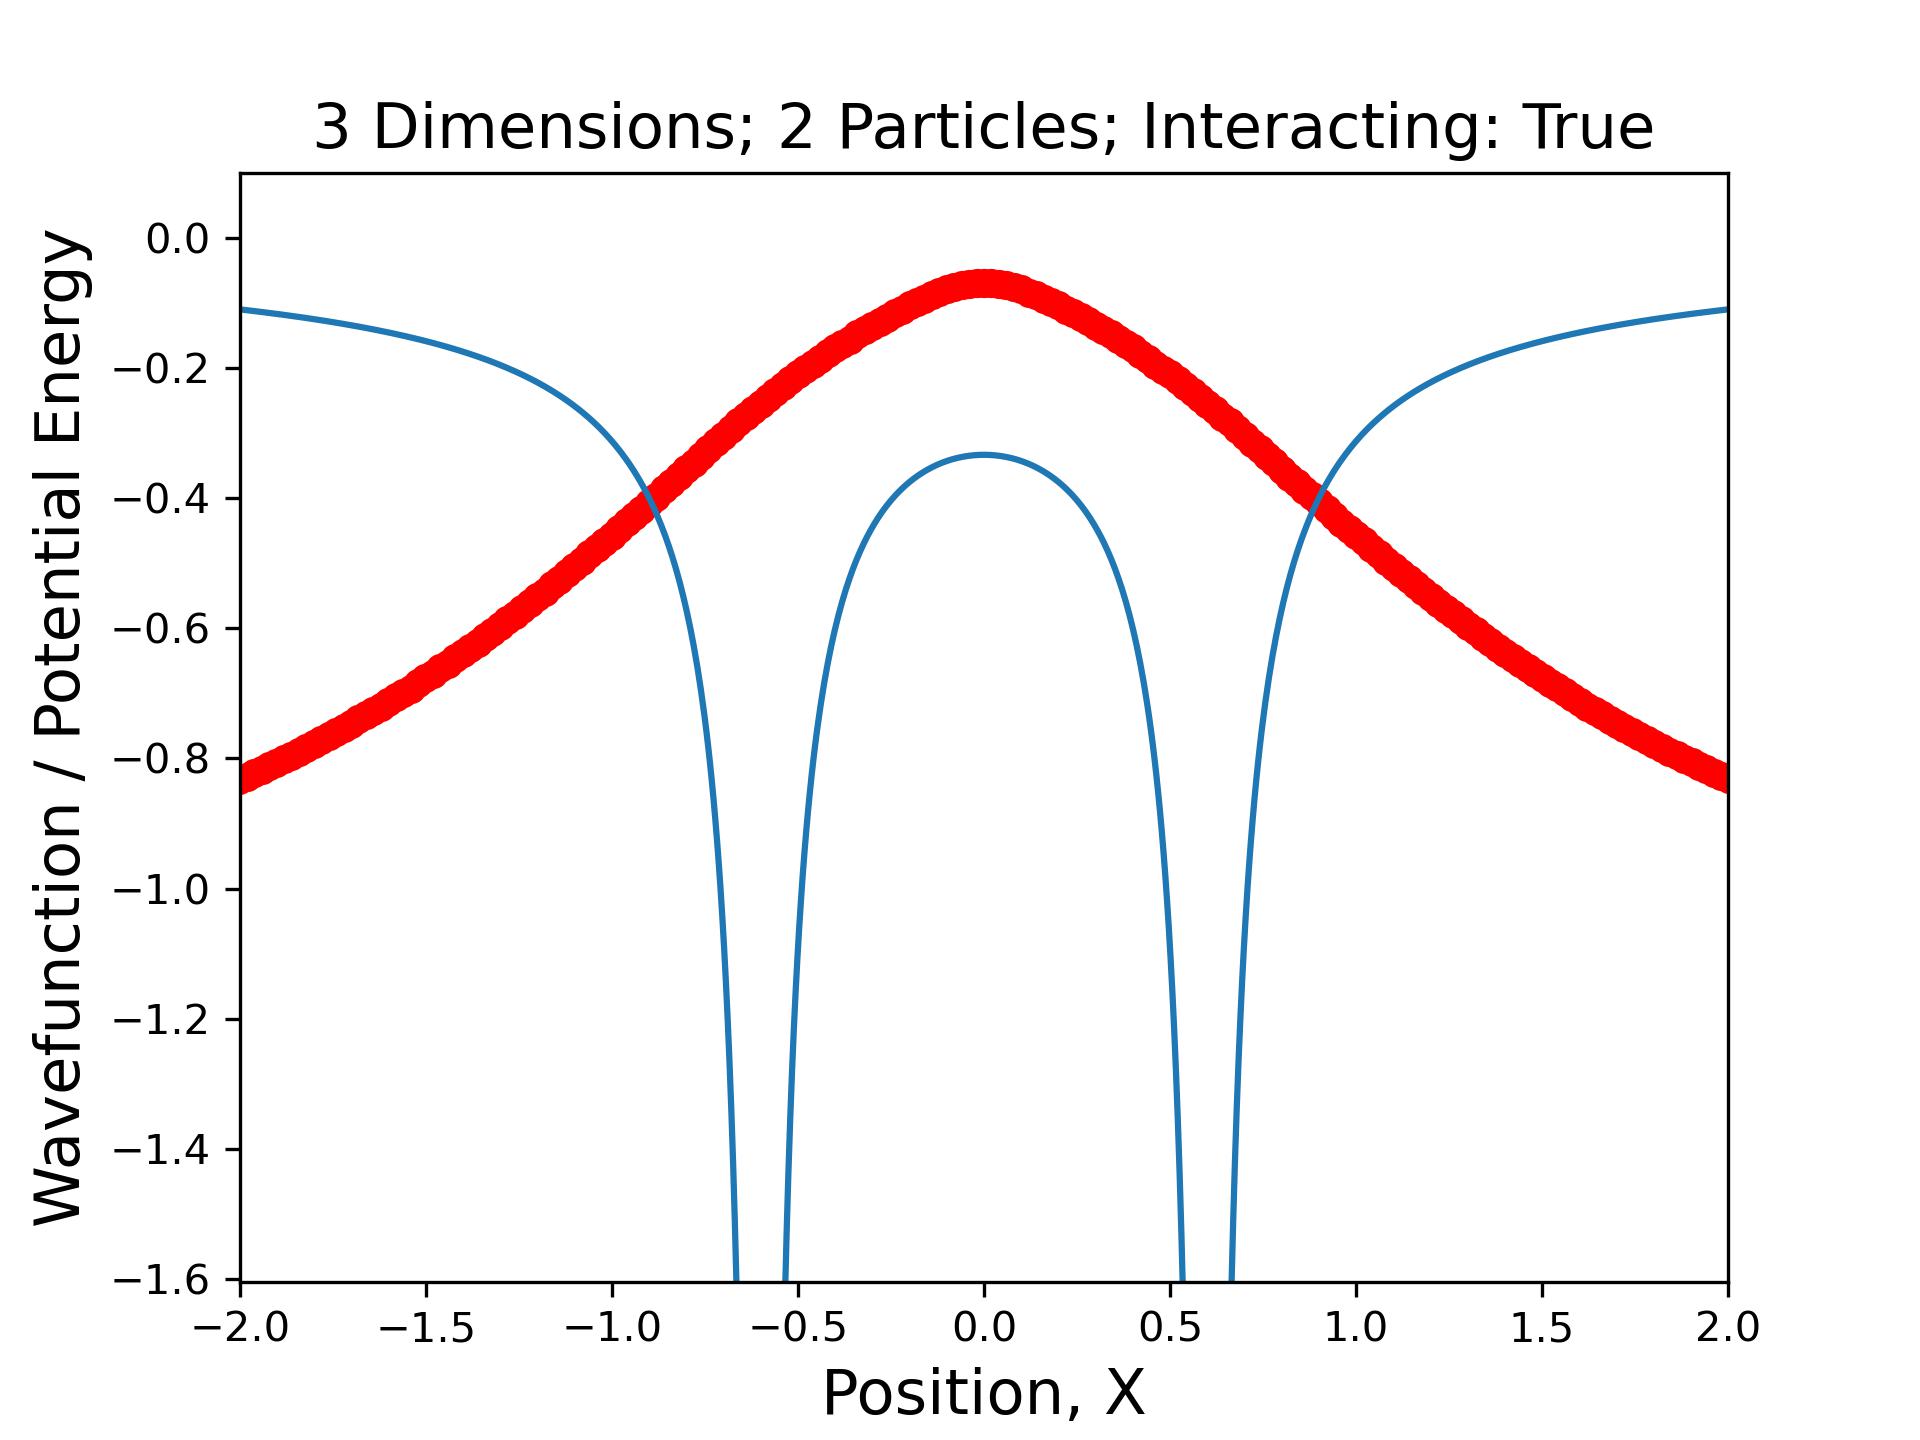 3 Dimensions; 2 Particles; Interacting: True
Wavefunction / Potential Energy
0.0
−0.2
−0.4
−0.6
−0.8
−1.0
−1.2
−1.4
−1.6
−2.0 −1.5 −1.0 −0.5 0.0 0.5 1.0 1.5 2.0
Position, X